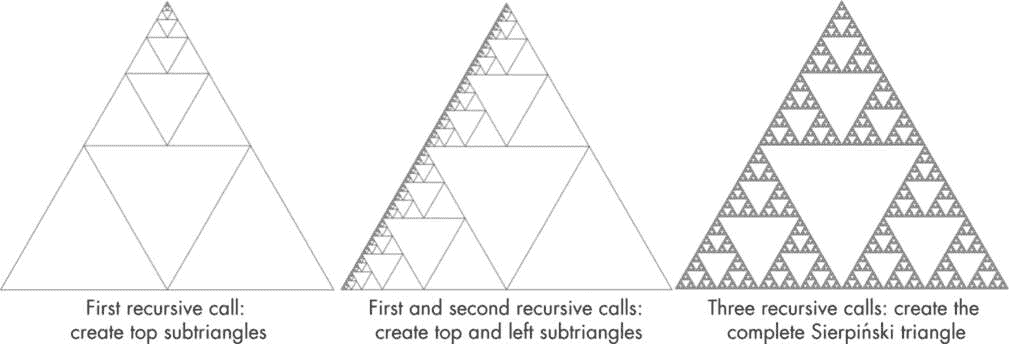 First recursive call:
create top subtriangles
First and second recursive calls:
create top and left subtriangles
Three recursive calls: create the
complete Sierpiński triangle